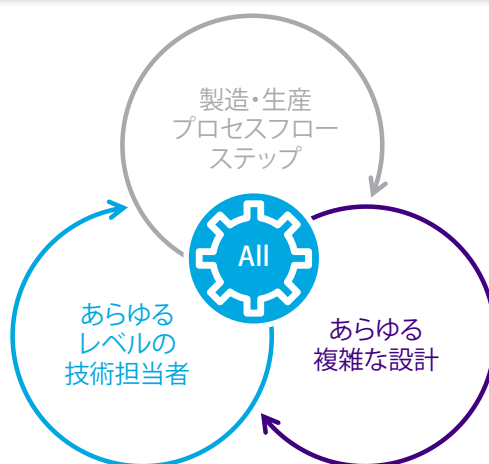 製造・生産
プロセスフロー
ステップ
All
あらゆる
レベルの
技術担当者
あらゆる
複雑な設計